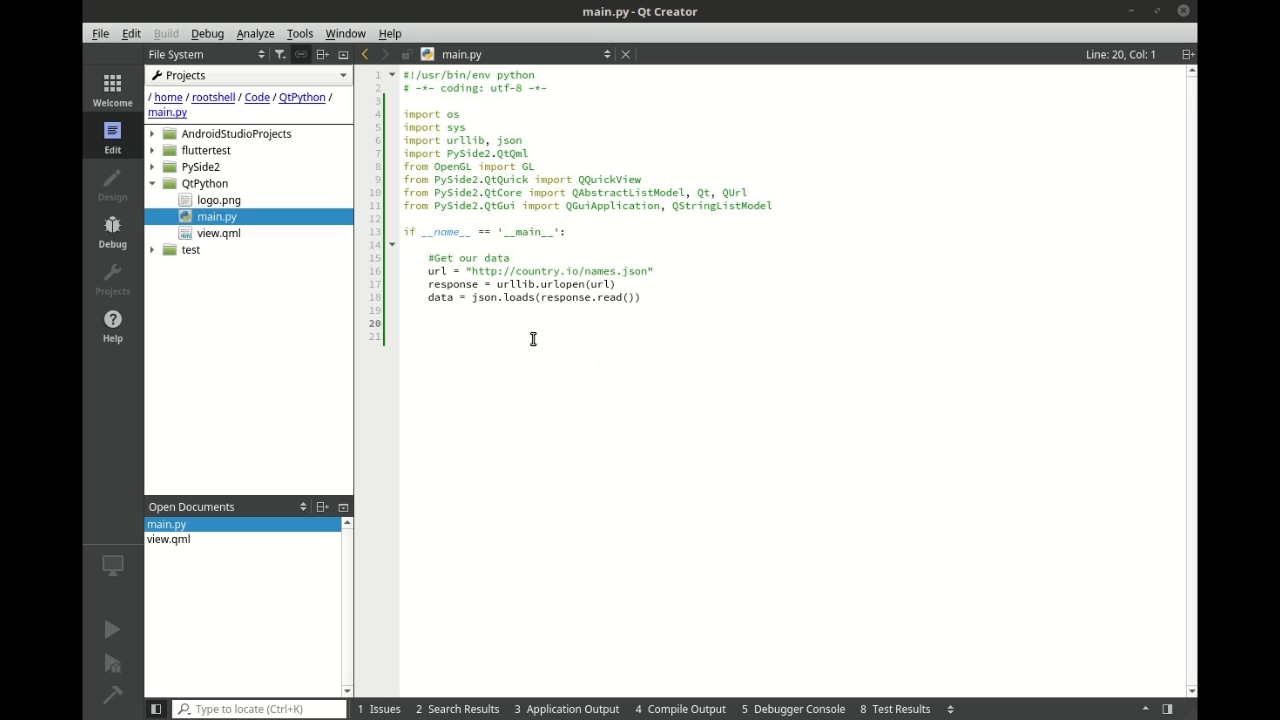 main.py - Qt Creator
File Edit Build Debug Analyze Tools Window Help
File System
main.py
Line: 20, Col: 1
Projects
/ home / rootshell / Code / QtPython /
main.py
AndroidStudioProjects
fluttertest
PySide2
QtPython
logo.png
main.py
view.qml
test
Welcome
Edit
Design
Debug
Projects
Help
Open Documents
main.py
view.qml
1 #!/usr/bin/env python
2 # -*- coding: utf-8 -*-
3
4 import os
5 import sys
6 import urllib, json
7 import PySide2.QtQml
8 from OpenGL import GL
9 from PySide2.QtQuick import QQuickView
10 from PySide2.QtCore import QAbstractListModel, Qt, QUrl
11 from PySide2.QtGui import QGuiApplication, QStringListModel
12
13 if __name__ == '__main__':
14
15 #Get our data
16 url = "http://country.io/names.json"
17 response = urllib.urlopen(url)
18 data = json.loads(response.read())
19
20
21
Type to locate (Ctrl+K)
1 Issues 2 Search Results 3 Application Output 4 Compile Output 5 Debugger Console 8 Test Results